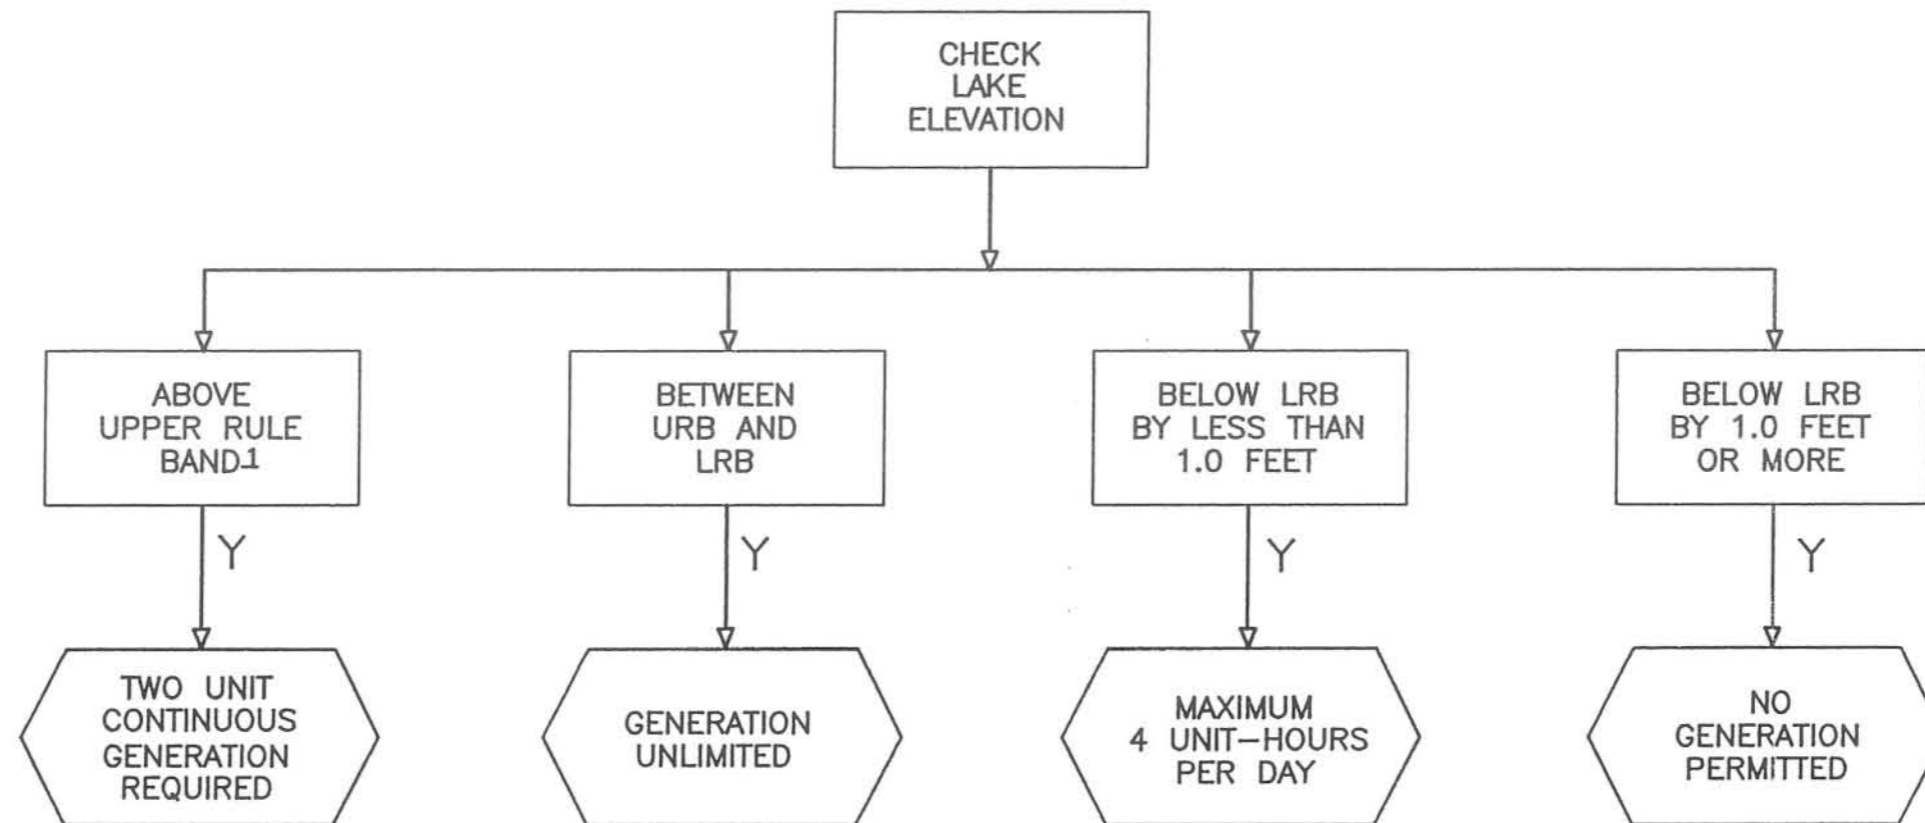 CHECK
LAKE
ELEVATION
ABOVE
UPPER RULE
BAND 1
BETWEEN
URB AND
LRB
BELOW LRB
BY LESS THAN
1.0 FEET
BELOW LRB
BY 1.0 FEET
OR MORE
Y
Y
Y
Y
TWO UNIT
CONTINUOUS
GENERATION
REQUIRED
GENERATION
UNLIMITED
MAXIMUM
4 UNIT-HOURS
PER DAY
NO
GENERATION
PERMITTED